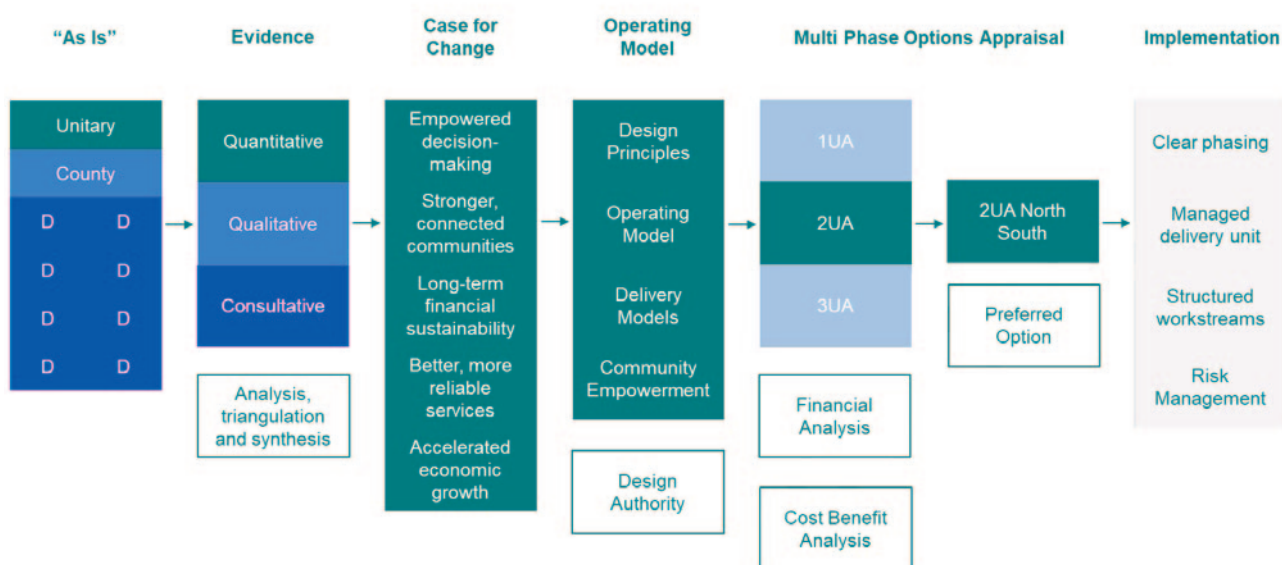 "As Is"
Evidence
Case for
Change
Operating
Model
Multi Phase Options Appraisal
Implementation
Unitary
County
D D
D D
D D
D D
Quantitative
Qualitative
Consultative
Analysis,
triangulation
and synthesis
Empowered
decision-
making
Stronger,
connected
communities
Long-term
financial
sustainability
Better, more
reliable
services
Accelerated
economic
growth
Design
Principles
Operating
Model
Delivery
Models
Community
Empowerment
Design
Authority
1UA
2UA
3UA
Financial
Analysis
Cost Benefit
Analysis
2UA North
South
Preferred
Option
Clear phasing
Managed
delivery unit
Structured
workstreams
Risk
Management